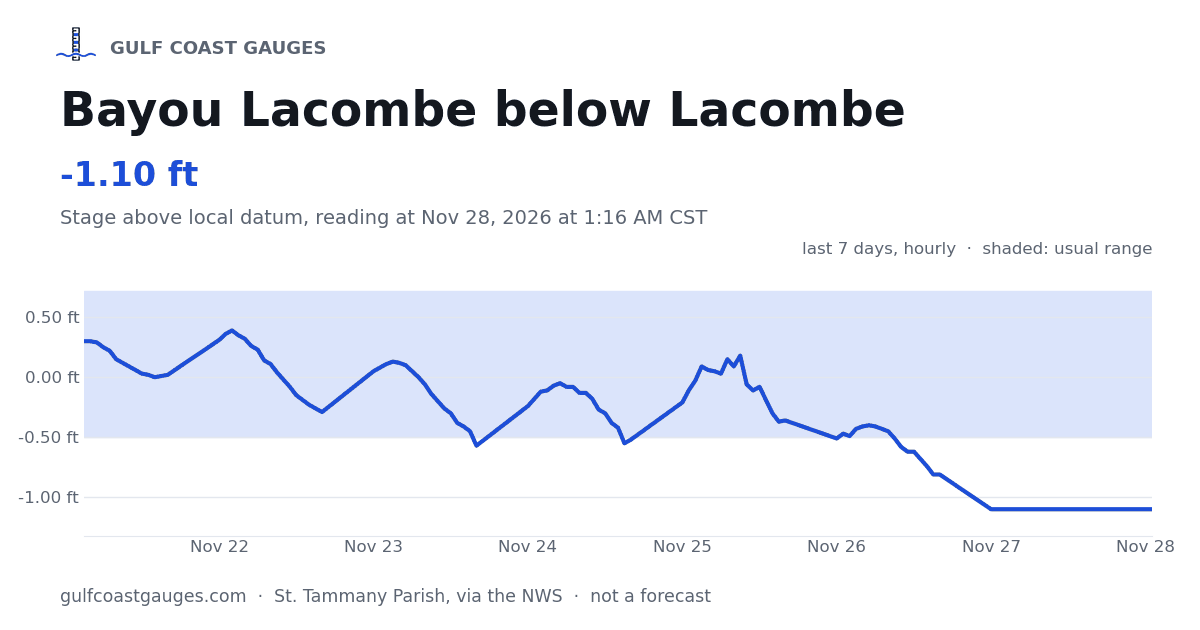 GULF COAST GAUGES
Bayou Lacombe below Lacombe
-1.10 ft
Stage above local datum, reading at Nov 28, 2026 at 1:16 AM CST
last 7 days, hourly · shaded: usual range
0.50 ft
0.00 ft
-0.50 ft
-1.00 ft
Nov 22 Nov 23 Nov 24 Nov 25 Nov 26 Nov 27 Nov 28
gulfcoastgauges.com · St. Tammany Parish, via the NWS · not a forecast